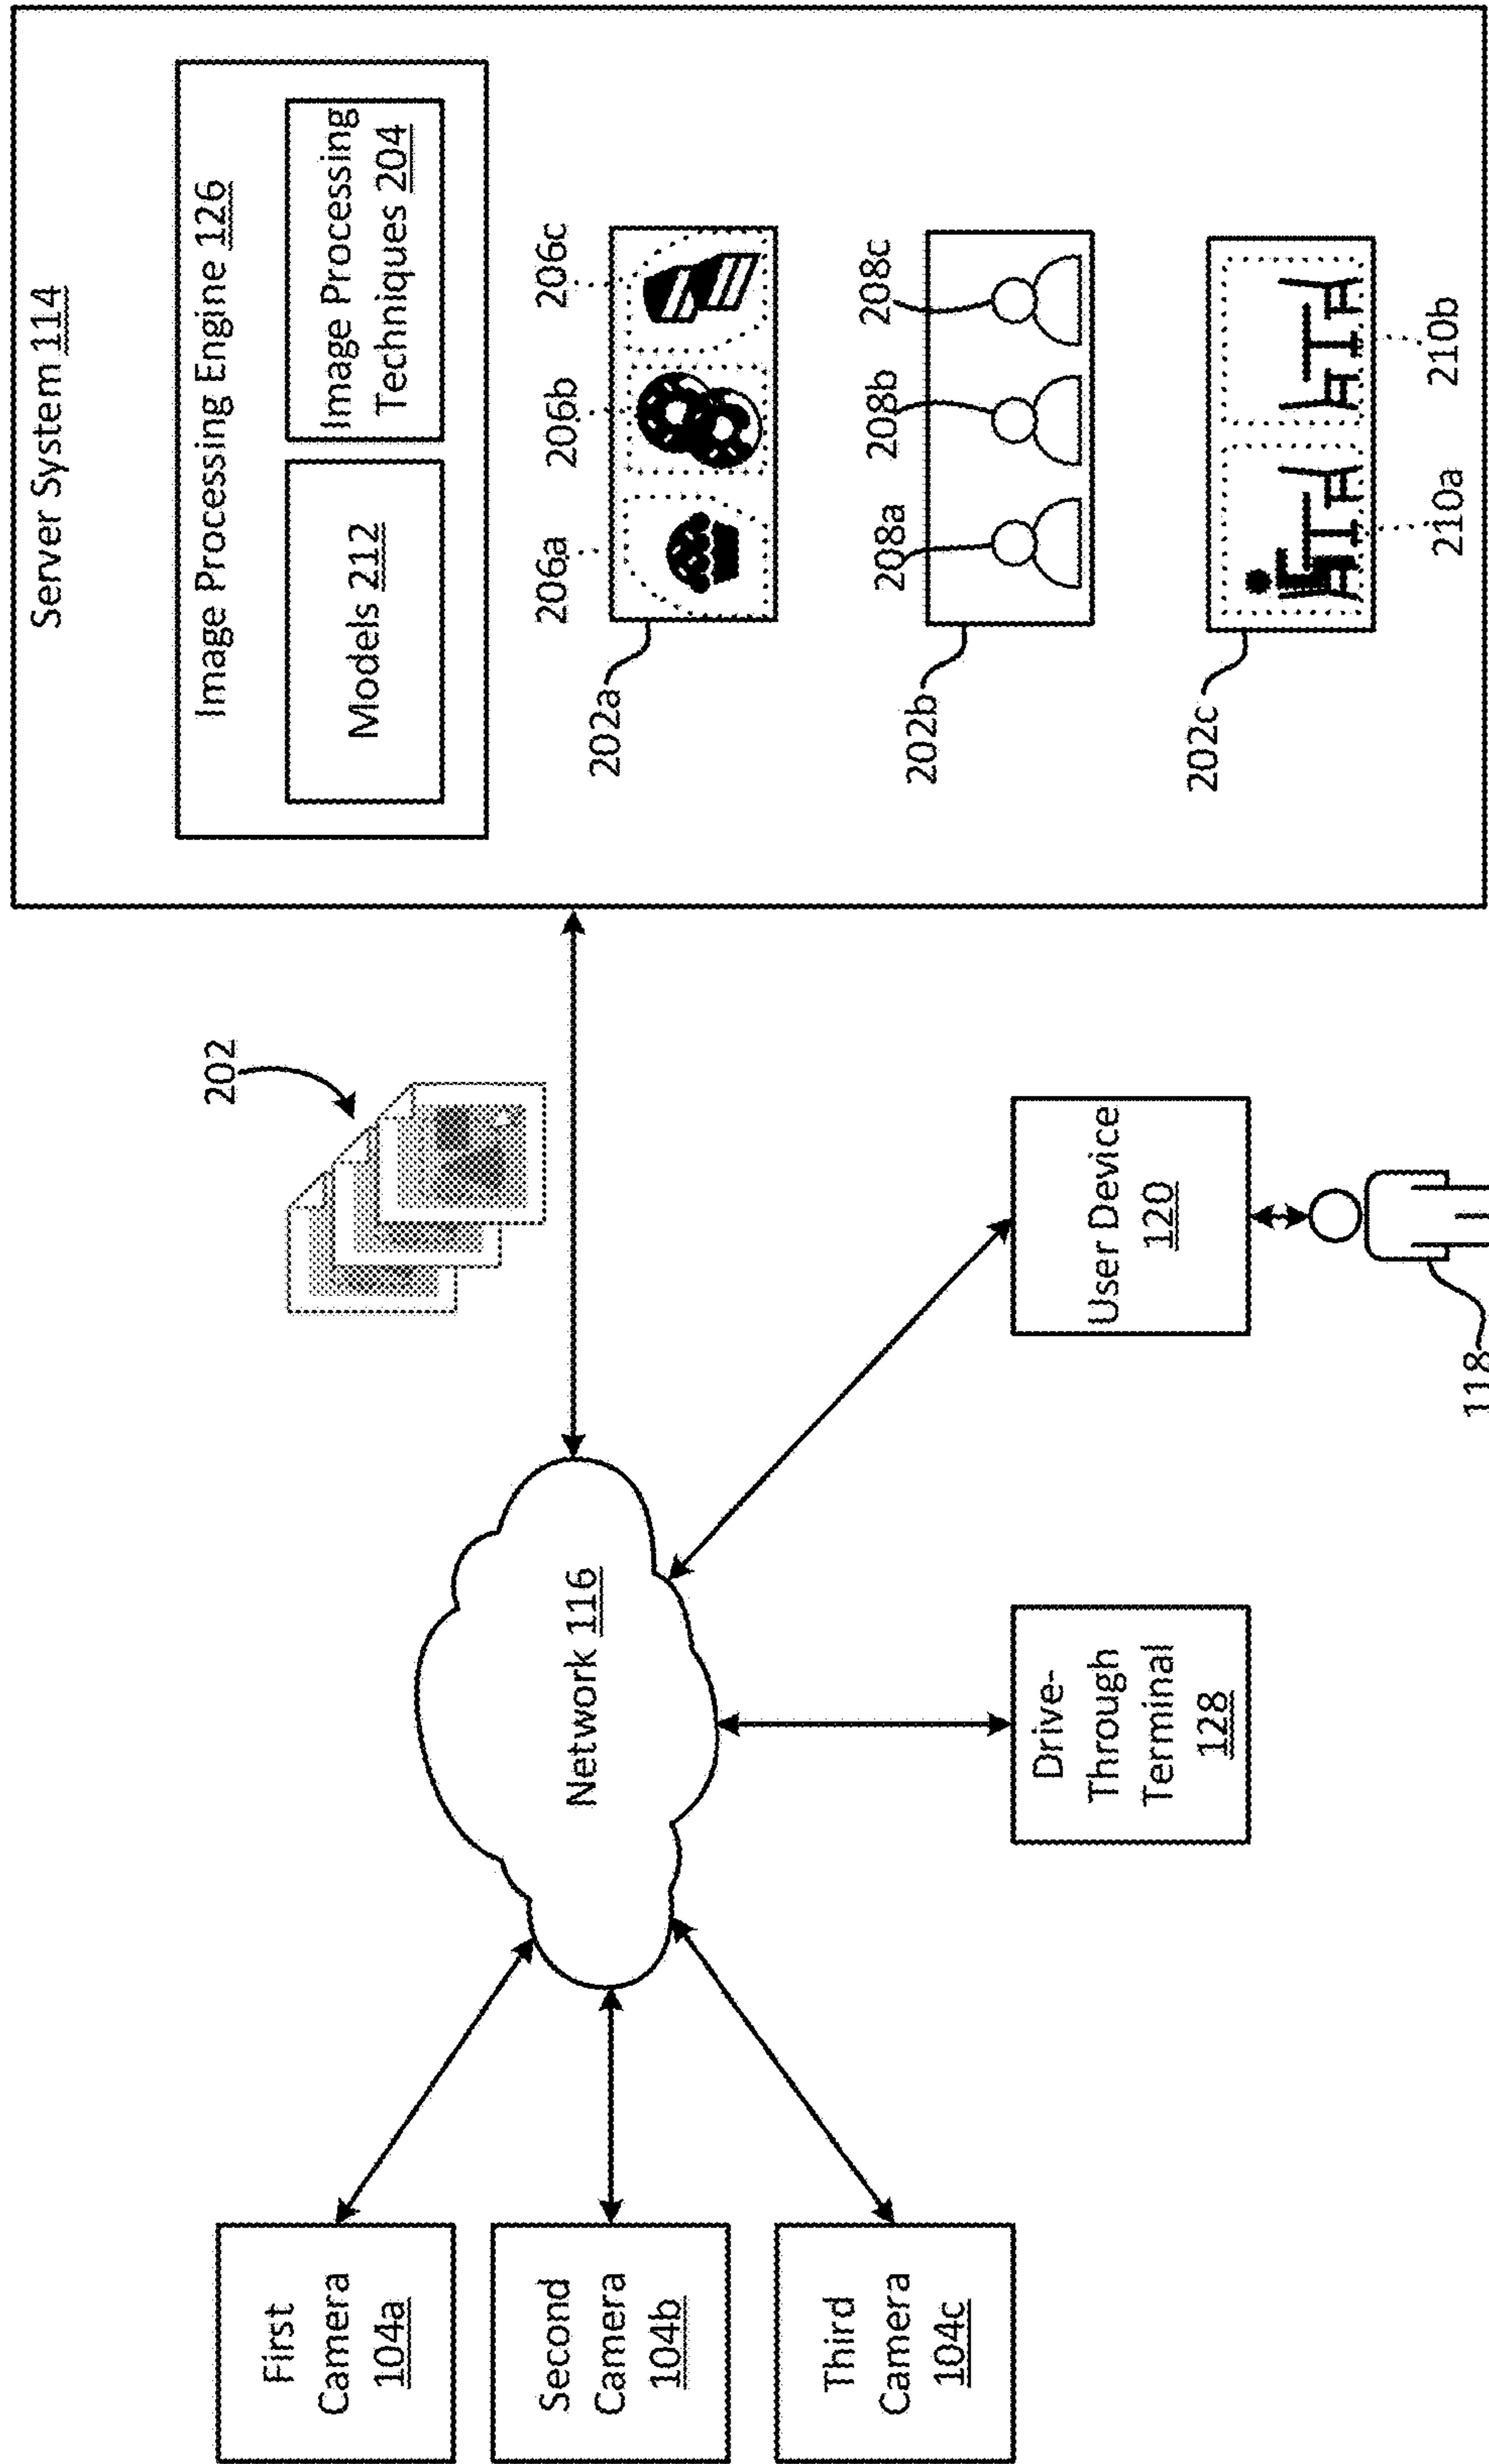 Server System 114
Image Processing Engine 126
Models 212
Image Processing
Techniques 204
206a
206b
206c
202a
208a
208b
208c
202b
202c
210a
210b
202
Network 116
First
Camera
104a
Second
Camera
104b
Third
Camera
104c
Drive-
Through
Terminal
128
User Device
120
118